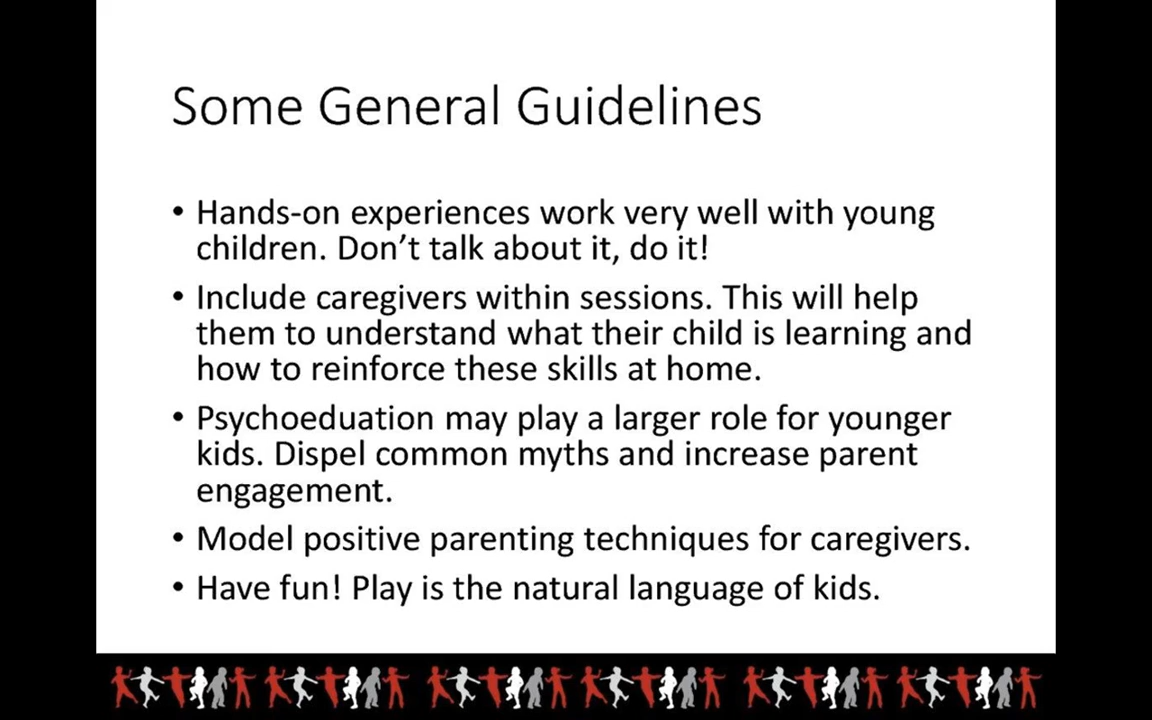 Some General Guidelines
• Hands-on experiences work very well with young
children. Don’t talk about it, do it!
• Include caregivers within sessions. This will help
them to understand what their child is learning and
how to reinforce these skills at home.
• Psychoeduation may play a larger role for younger
kids. Dispel common myths and increase parent
engagement.
• Model positive parenting techniques for caregivers.
• Have fun! Play is the natural language of kids.